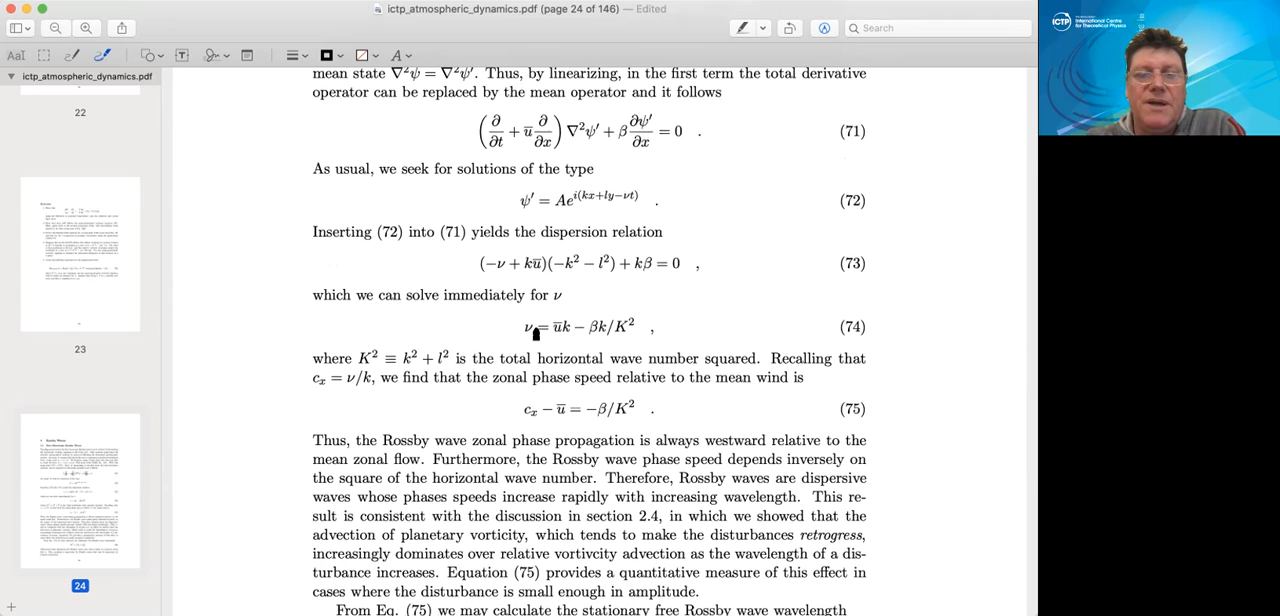 ictp_atmospheric_dynamics.pdf (page 24 of 146) — Edited
Search
ictp_atmospheric_dynamics.pdf
22
23
24
mean state ∇²ψ = ∇²ψ′. Thus, by linearizing, in the first term the total derivative
operator can be replaced by the mean operator and it follows
(∂/∂t + u̅ ∂/∂x) ∇²ψ′ + β ∂ψ′/∂x = 0 . (71)
As usual, we seek for solutions of the type
ψ′ = Ae^{i(kx+ly−νt)} . (72)
Inserting (72) into (71) yields the dispersion relation
(−ν + ku̅)(−k² − l²) + kβ = 0 , (73)
which we can solve immediately for ν
ν = u̅k − βk/K² , (74)
where K² ≡ k² + l² is the total horizontal wave number squared. Recalling that
cₓ = ν/k, we find that the zonal phase speed relative to the mean wind is
cₓ − u̅ = −β/K² . (75)
Thus, the Rossby wave zonal phase propagation is always westward relative to the
mean zonal flow. Furthermore, the Rossby wave phase speed depends inversely on
the square of the horizontal wave number. Therefore, Rossby waves are dispersive
waves whose phases speeds increase rapidly with increasing wavelength. This re-
sult is consistent with the discussion in section 2.4, in which we showed that the
advection of planetary vorticity, which tends to make the disturbances retrogress,
increasingly dominates over relative vortivcity advection as the wavelength of a dis-
turbance increases. Equation (75) provides a quantitative measure of this effect in
cases where the disturbance is small enough in amplitude.
From Eq. (75) we may calculate the stationary free Rossby wave wavelength
ICTP
International Centre
for Theoretical Physics